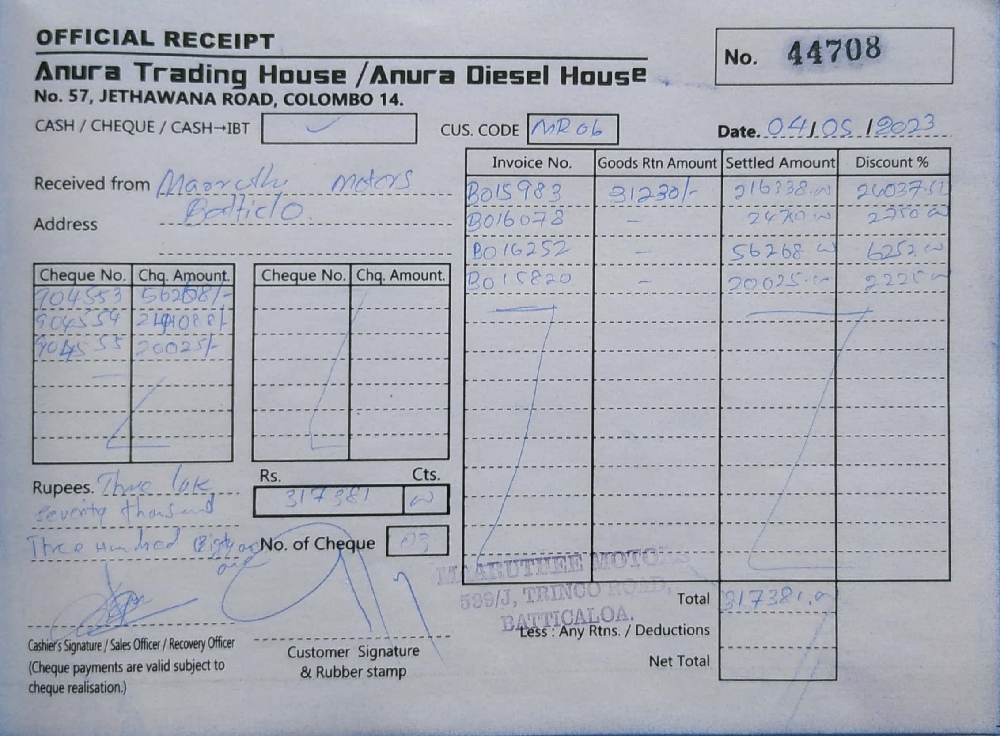 OFFICIAL RECEIPT
No. 44708
Anura Trading House / Anura Diesel House
No. 57, JETHAWANA ROAD, COLOMBO 14.
CASH / CHEQUE / CASH→IBT ✓ CUS. CODE MR06 Date. 04/05/2023
Received from Motors
Address Batticlo.
Invoice No. Goods Rtn Amount Settled Amount Discount %
B015983 31230/- 216338.00
B016078 -
B016252 - 56268 00 6252 00
B015820 - 20025.00 2225 00
Cheque No. Chq. Amount. Cheque No. Chq. Amount.
904553 56268/-
904554
904555 20025/-
Rupees. Three lak
seventy thousand
Three Hundred Eighty
one
Rs. Cts.
317381 00
No. of Cheque 03
MAARUTHEE MOTORS
599/J, TRINCO ROAD,
BATTICALOA.
Total 317381.00
Less : Any Rtns. / Deductions
Net Total
Cashier's Signature / Sales Officer / Recovery Officer
(Cheque payments are valid subject to
cheque realisation.)
Customer Signature
& Rubber stamp